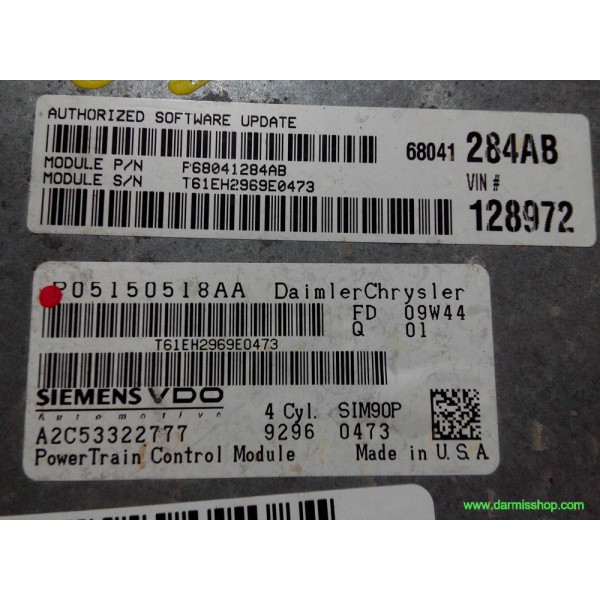 AUTHORIZED SOFTWARE UPDATE
68041 284AB
MODULE P/N P68041284AB
MODULE S/N T61EH2969E0473
VIN #
128972
P05150518AA DaimlerChrysler
FD 09W44
Q 01
T61EH2969E0473
SIEMENS VDO
Automotive
4 Cyl. SIM90P
A2C53322777 9296 0473
PowerTrain Control Module Made in U.S.A
www.darmisshop.com